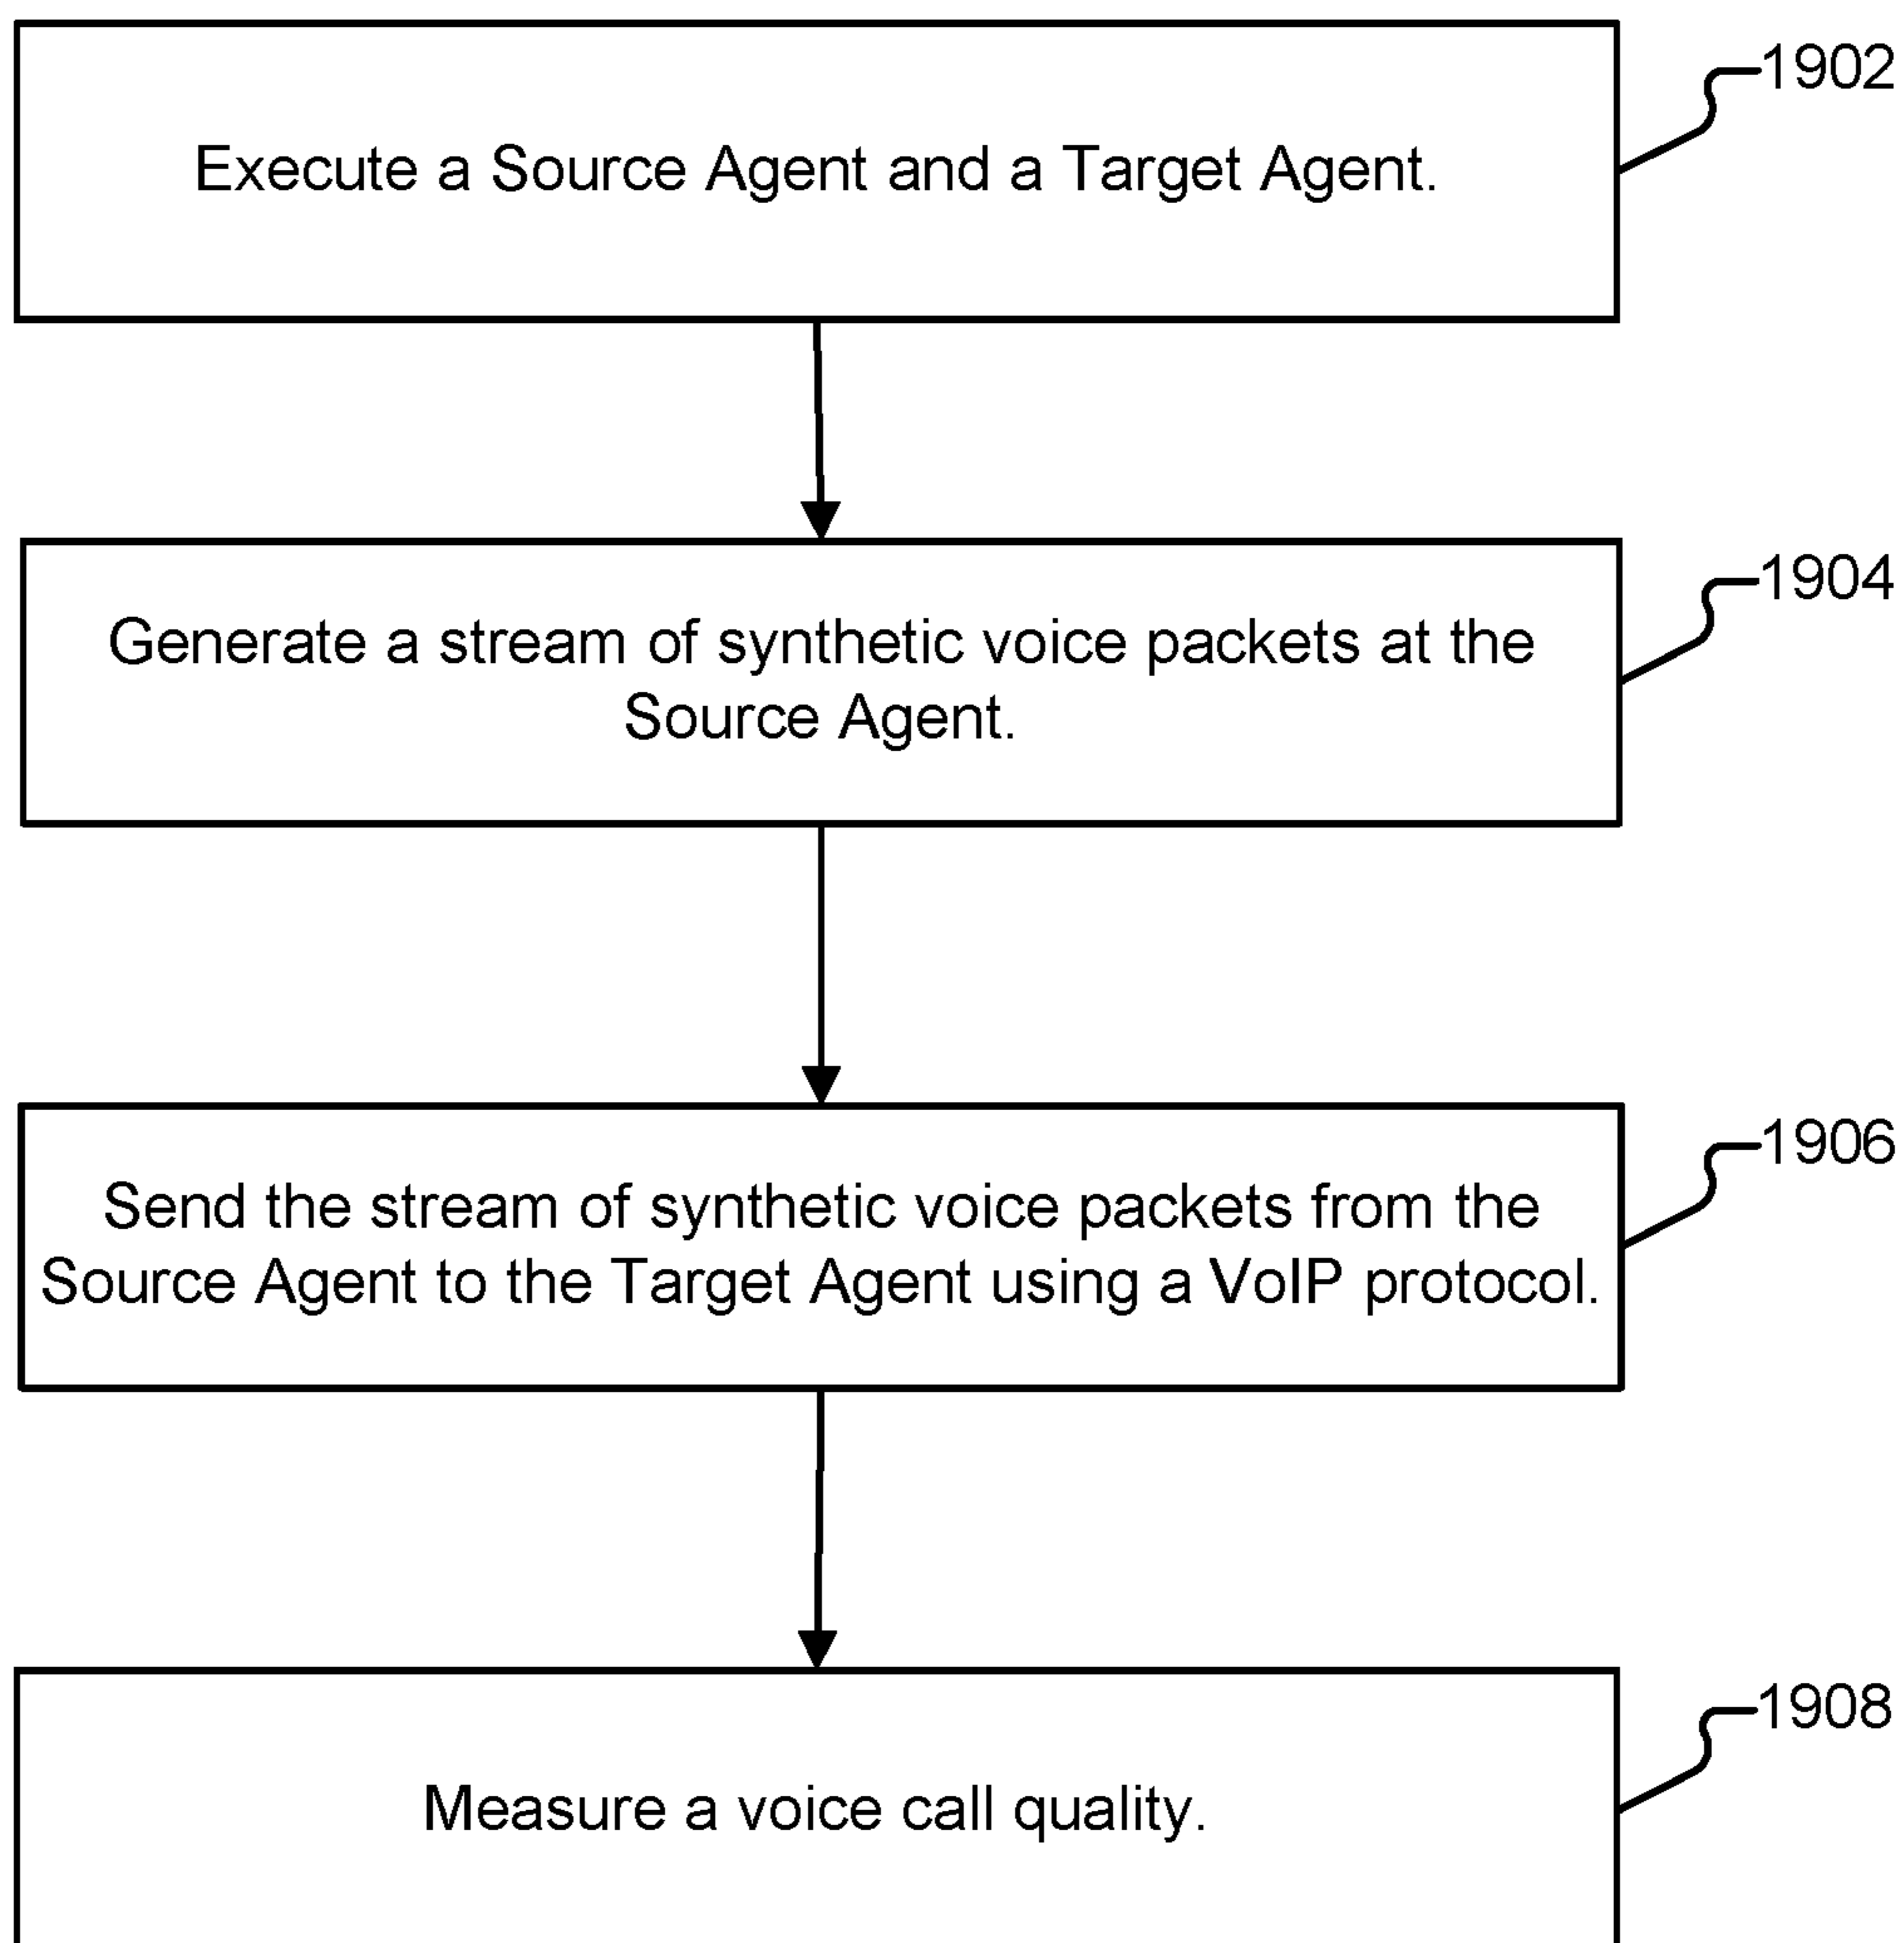 1902
Execute a Source Agent and a Target Agent.
1904
Generate a stream of synthetic voice packets at the
Source Agent.
1906
Send the stream of synthetic voice packets from the
Source Agent to the Target Agent using a VoIP protocol.
1908
Measure a voice call quality.